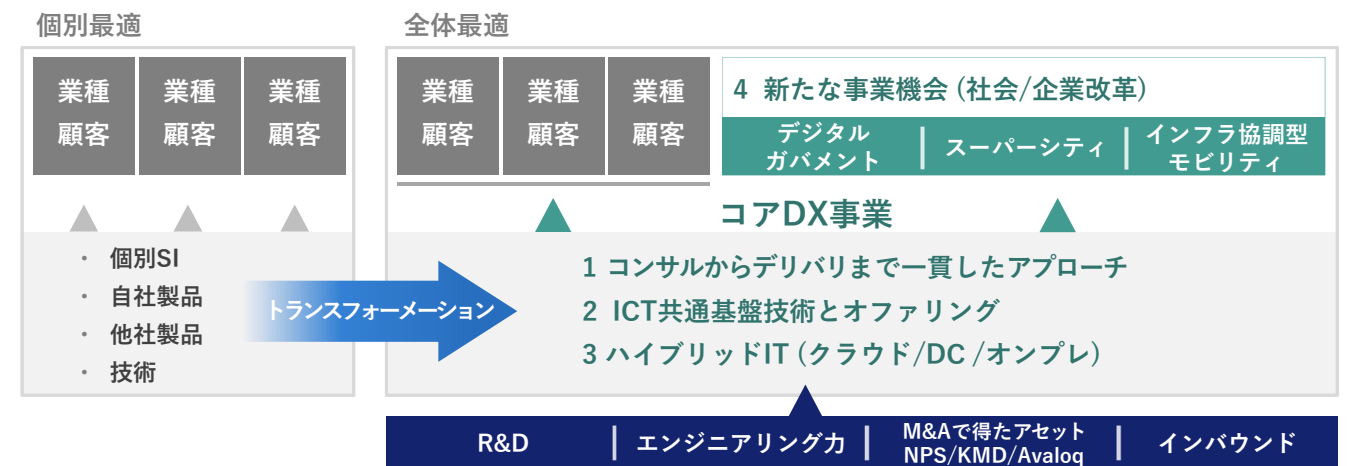 個別最適
業種
顧客
業種
顧客
業種
顧客
・ 個別SI
・ 自社製品
・ 他社製品
・ 技術
トランスフォーメーション
全体最適
業種
顧客
業種
顧客
業種
顧客
4 新たな事業機会 (社会/企業改革)
デジタル
ガバメント
スーパーシティ
インフラ協調型
モビリティ
コアDX事業
1 コンサルからデリバリまで一貫したアプローチ
2 ICT共通基盤技術とオファリング
3 ハイブリッドIT (クラウド/DC /オンプレ)
R&D
エンジニアリング力
M&Aで得たアセット
NPS/KMD/Avaloq
インバウンド